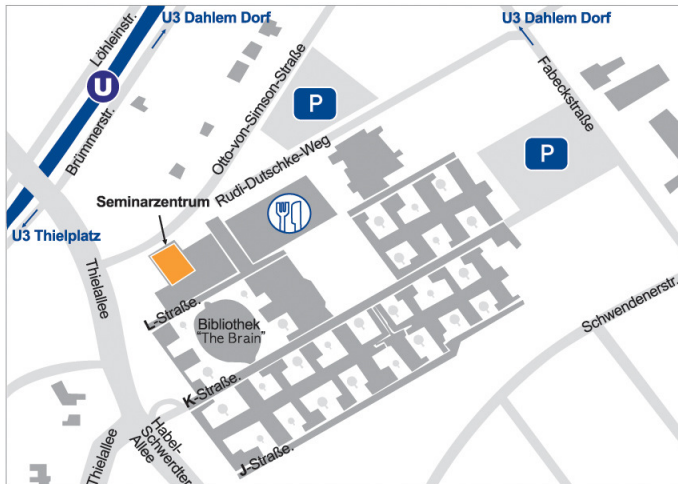 U3 Dahlem Dorf
U3 Dahlem Dorf
Löhleinstr.
U
Brümmerstr.
Otto-von-Simson-Straße
P
Fabeckstraße
P
Rudi-Dutschke-Weg
Seminarzentrum
U3 Thielplatz
Thielallee
L-Straße.
Bibliothek
"The Brain"
Schwendenerstr.
K-Straße.
Habel-
Schwerdter
Allee
Thielallee
J-Straße.